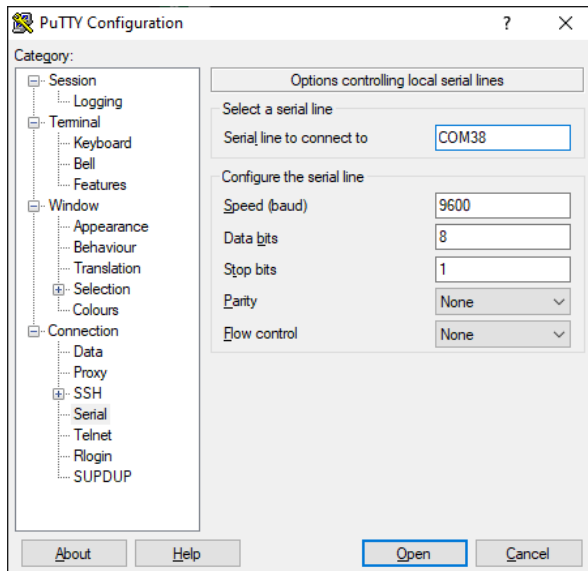 PuTTY Configuration
?
Category:
Session
Logging
Terminal
Keyboard
Bell
Features
Window
Appearance
Behaviour
Translation
Selection
Colours
Connection
Data
Proxy
SSH
Serial
Telnet
Rlogin
SUPDUP
Options controlling local serial lines
Select a serial line
Serial line to connect to COM38
Configure the serial line
Speed (baud) 9600
Data bits 8
Stop bits 1
Parity None
Flow control None
About Help Open Cancel